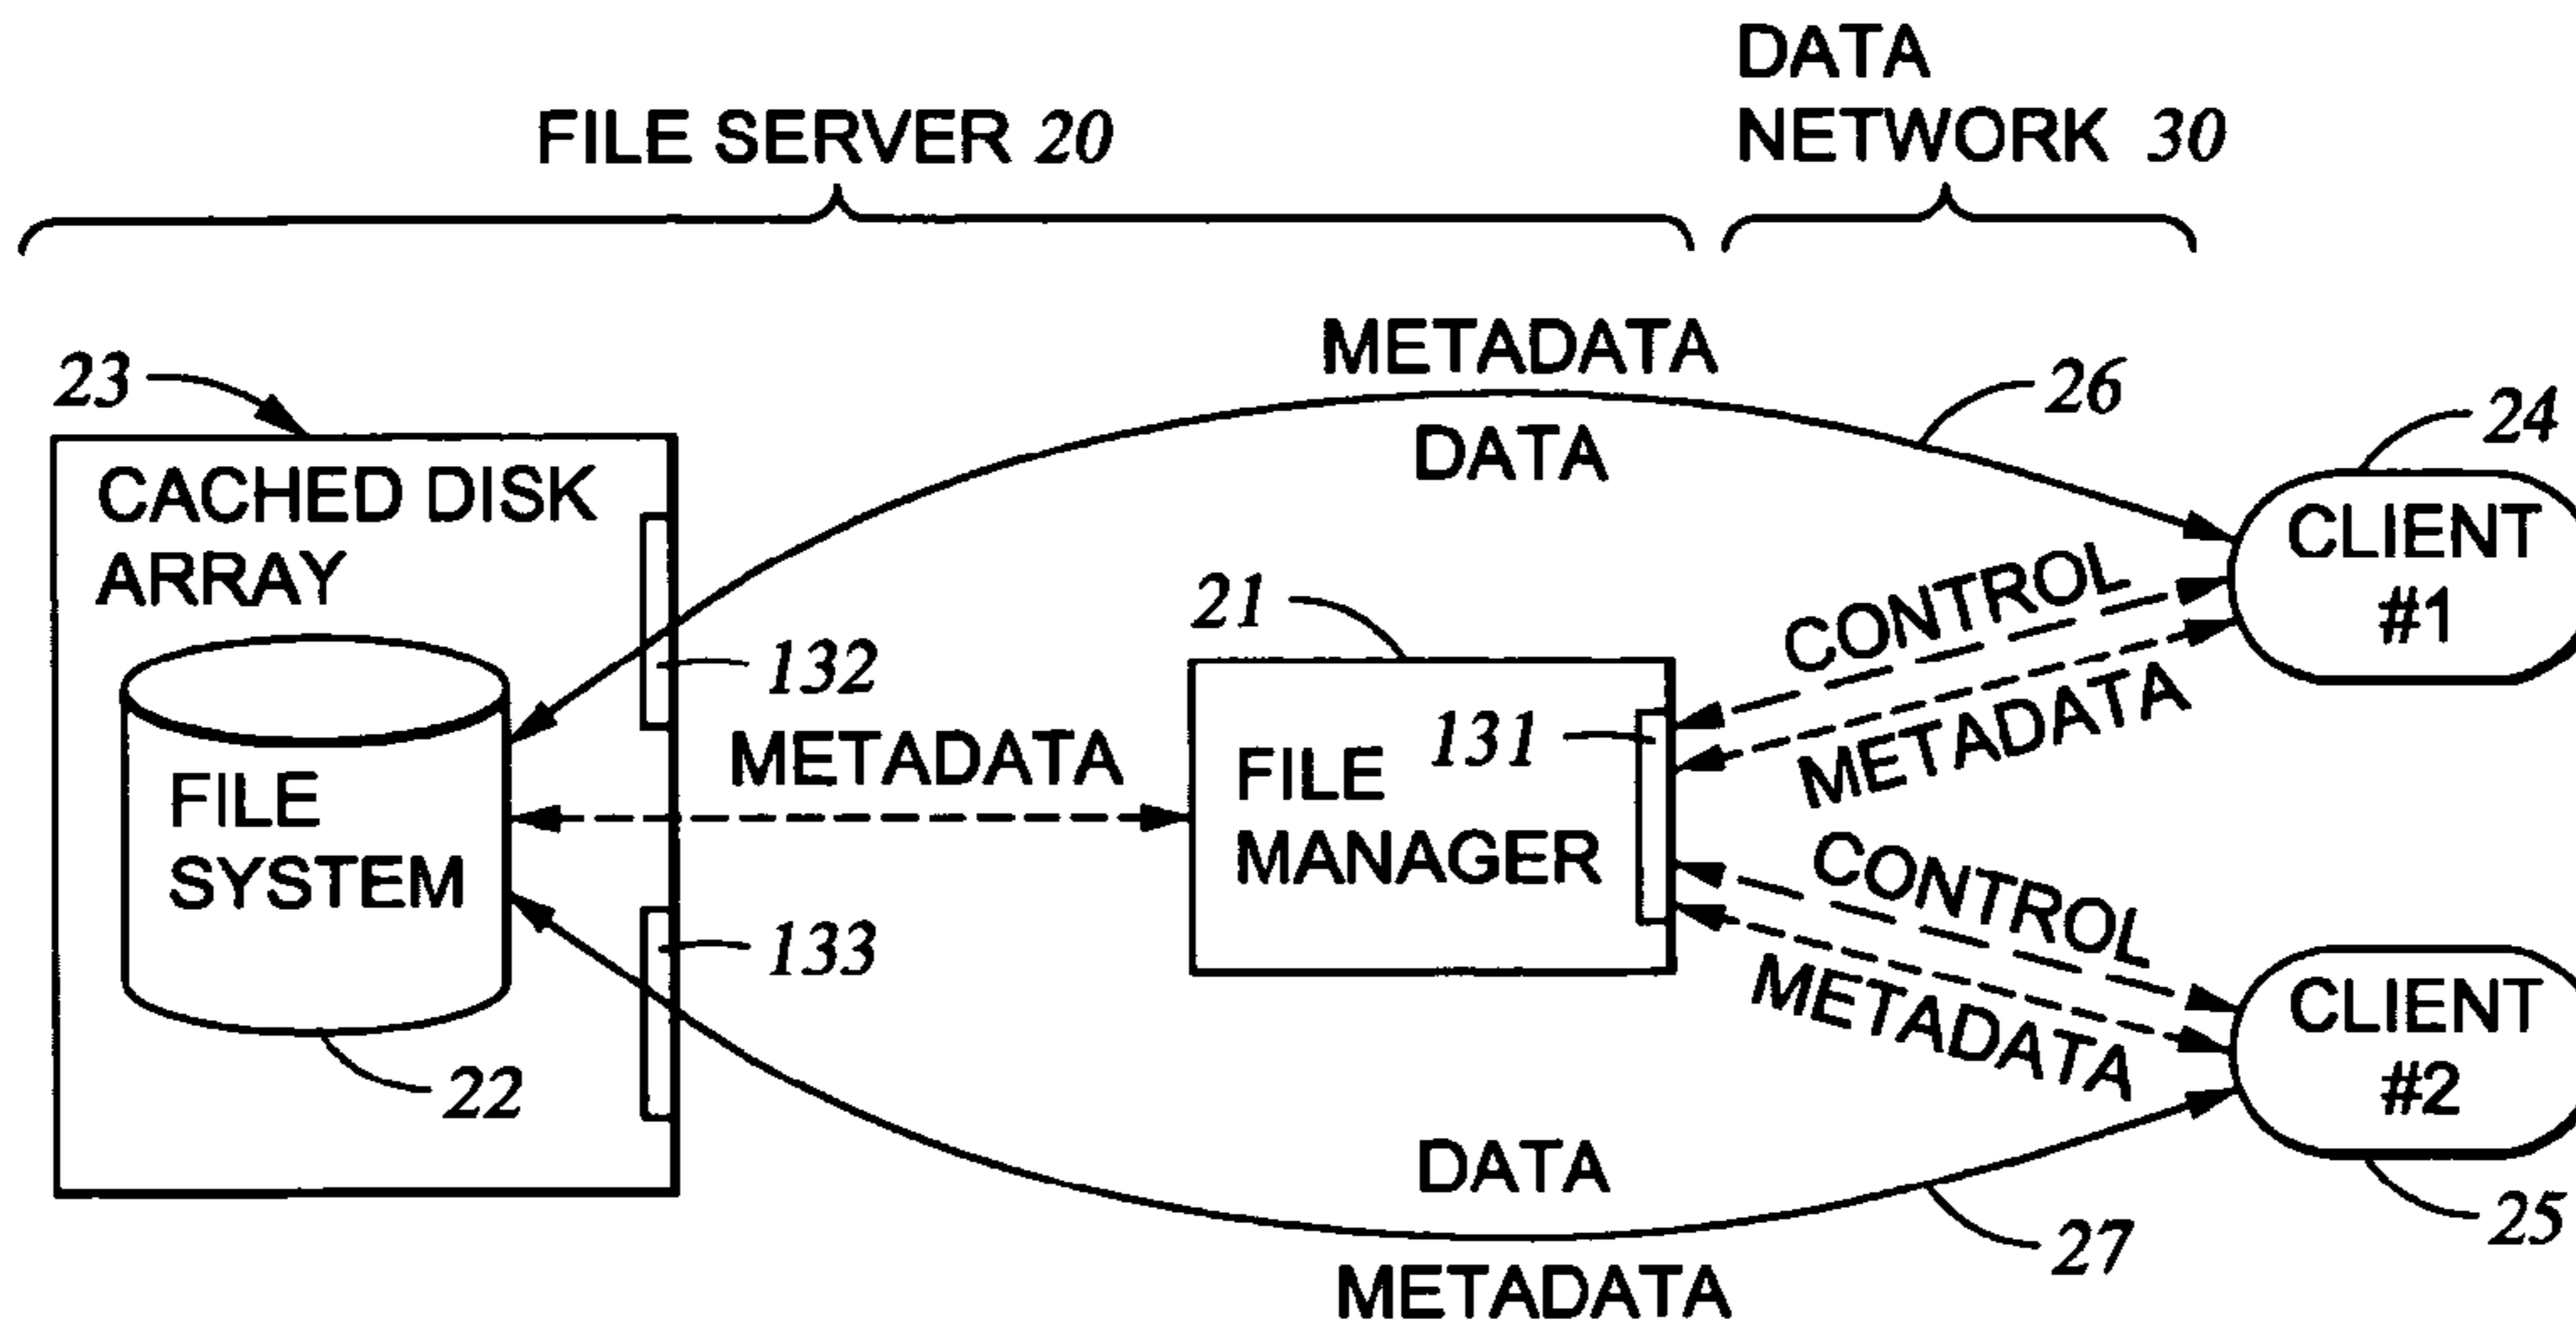 DATA
NETWORK 30
FILE SERVER 20
METADATA
DATA
26
24
23
CACHED DISK
ARRAY
CLIENT
#1
CONTROL
METADATA
21
132
131
METADATA
FILE
MANAGER
FILE
SYSTEM
CONTROL
METADATA
133
22
CLIENT
#2
DATA
METADATA
27
25